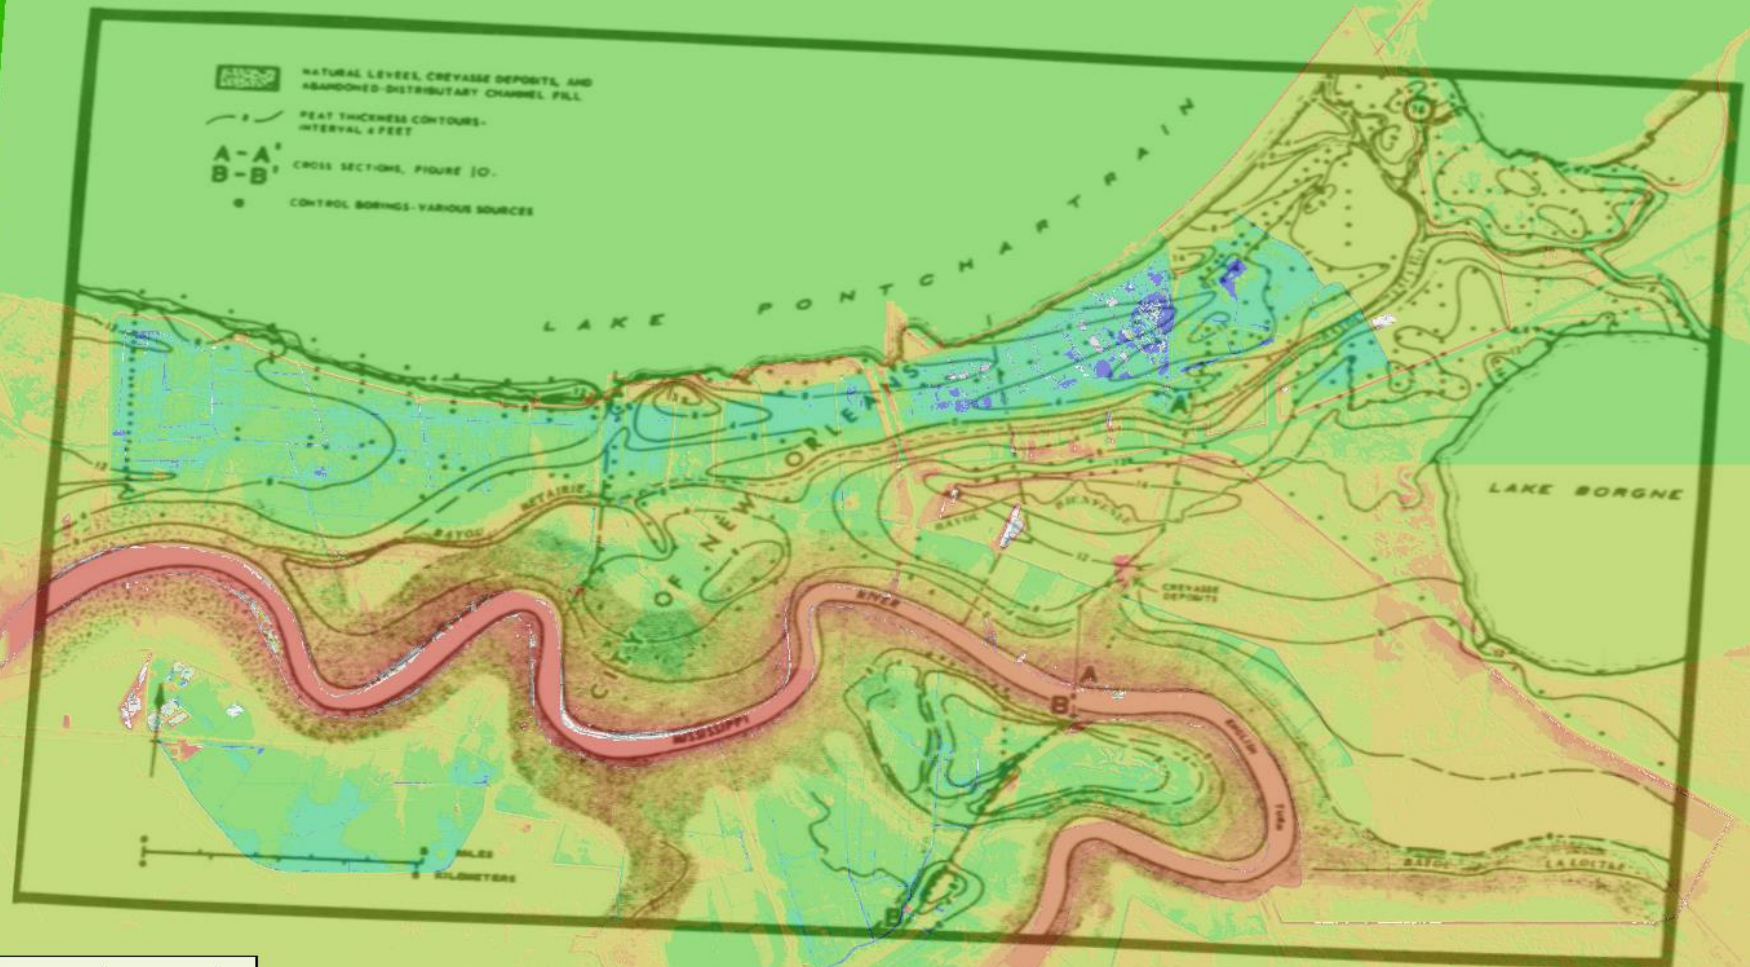 NATURAL LEVEES, CREVASSE DEPOSITS, AND
ABANDONED-DISTRIBUTARY CHANNEL FILL
PEAT THICKNESS CONTOURS-
INTERVAL 4 FEET
A-A'
B-B'
CROSS SECTIONS, FIGURE 10.
CONTROL BORINGS-VARIOUS SOURCES
LAKE PONTCHARTRAIN
CITY OF NEW ORLEANS
LAKE BORGNE
BAYOU METAIRIE
BAYOU BIENVENUE
CREVASSE
DEPOSITS
MISSISSIPPI RIVER
ENGLISH TURN
BAYOU LA LOUTRE
A'
A
B
B'
MILES
KILOMETERS